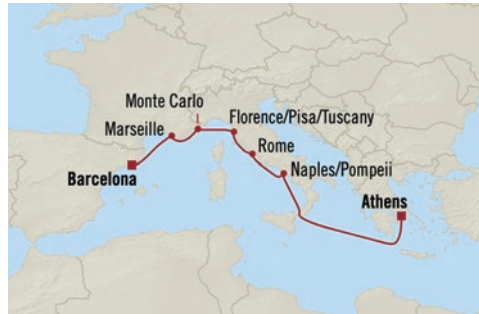 Monte Carlo
Florence/Pisa/Tuscany
Marseille
Rome
Barcelona
Naples/Pompeii
Athens